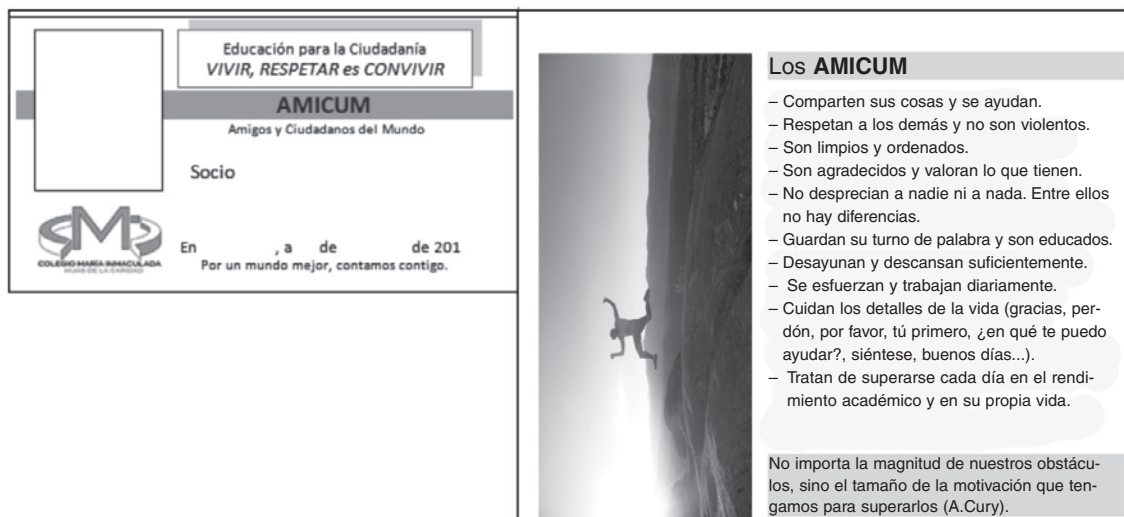 Educación para la Ciudadanía
VIVIR, RESPETAR es CONVIVIR
AMICUM
Amigos y Ciudadanos del Mundo
Socio
COLEGIO MARÍA INMACULADA
HIJAS DE LA CARIDAD
En , a de de 201
Por un mundo mejor, contamos contigo.
Los AMICUM
– Comparten sus cosas y se ayudan.
– Respetan a los demás y no son violentos.
– Son limpios y ordenados.
– Son agradecidos y valoran lo que tienen.
– No desprecian a nadie ni a nada. Entre ellos
no hay diferencias.
– Guardan su turno de palabra y son educados.
– Desayunan y descansan suficientemente.
– Se esfuerzan y trabajan diariamente.
– Cuidan los detalles de la vida (gracias, per-
dón, por favor, tú primero, ¿en qué te puedo
ayudar?, siéntese, buenos días...).
– Tratan de superarse cada día en el rendi-
miento académico y en su propia vida.
No importa la magnitud de nuestros obstácu-
los, sino el tamaño de la motivación que ten-
gamos para superarlos (A.Cury).